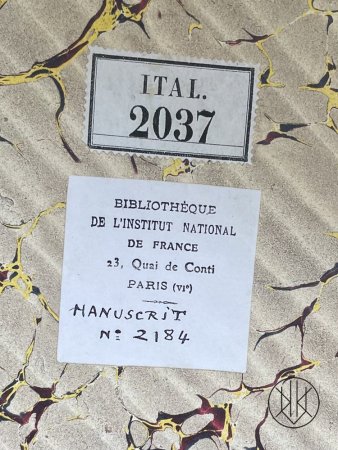 ITAL.
2037
BIBLIOTHÈQUE
DE L'INSTITUT NATIONAL
DE FRANCE
23, Quai de Conti
PARIS (VIᵉ)
MANUSCRIT
Nº 2184